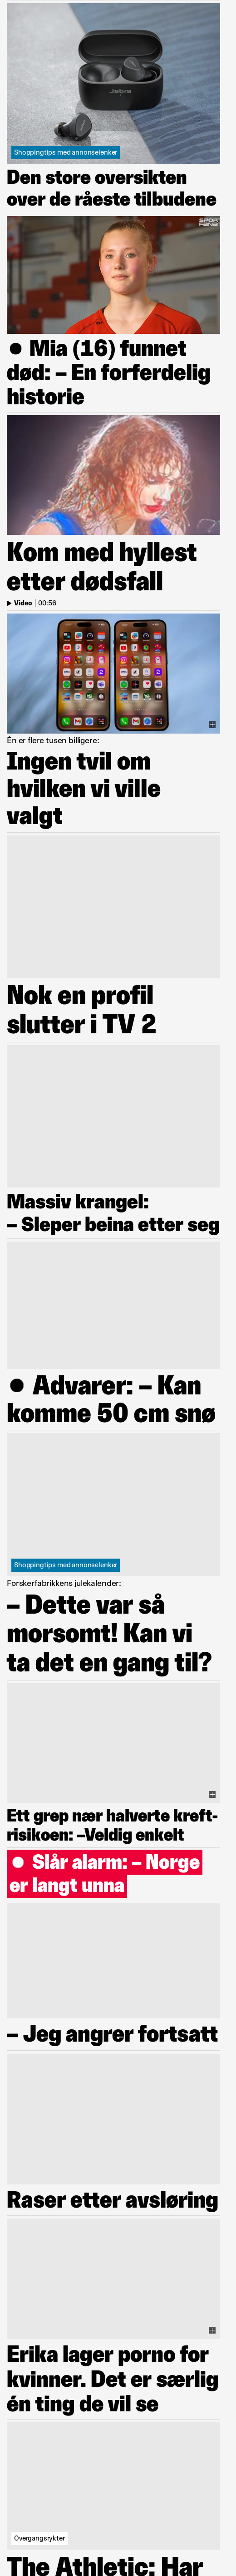 Jabra
Shoppingtips med annonselenker
Den store oversikten
over de råeste tilbudene
SPORT
● Mia (16) funnet
død: – En forferdelig
historie
Kom med hyllest
etter dødsfall
Video | 00:56
Én er flere tusen billigere:
Ingen tvil om
hvilken vi ville
valgt
Nok en profil
slutter i TV 2
Massiv krangel:
– Sleper beina etter seg
● Advarer: – Kan
komme 50 cm snø
Shoppingtips med annonselenker
Forskerfabrikkens julekalender:
– Dette var så
morsomt! Kan vi
ta det en gang til?
Ett grep nær halverte kreft-
risikoen: –Veldig enkelt
● Slår alarm: – Norge
er langt unna
– Jeg angrer fortsatt
Raser etter avsløring
Erika lager porno for
kvinner. Det er særlig
én ting de vil se
Overgangsrykter
The Athletic: Har